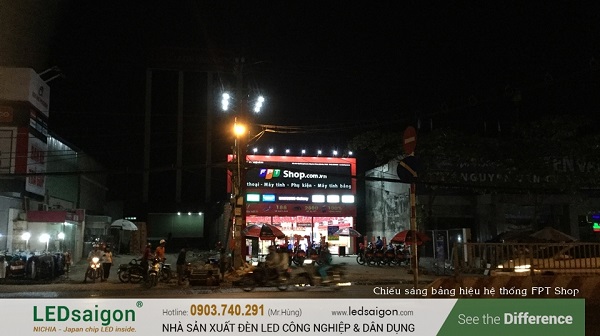 Chiếu sáng bảng hiệu hệ thống FPT Shop
FPT Shop.com.vn
thoại - Máy tính - Phụ kiện - Máy tính bảng
LEDsaigon®
NICHIA - Japan chip LED inside.
Hotline: 0903.740.291 (Mr.Hùng) www.ledsaigon.com
NHÀ SẢN XUẤT ĐÈN LED CÔNG NGHIỆP & DÂN DỤNG
See the Difference